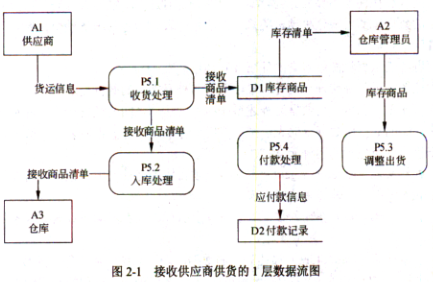 A1
供应商
货运信息
P5.1
收货处理
接收
商品
清单
D1库存商品
库存清单
A2
仓库管理员
库存商品
接收商品清单
P5.4
付款处理
P5.3
调整出货
接收商品清单
P5.2
入库处理
应付款信息
A3
仓库
D2付款记录
图 2-1 接收供应商供货的 1 层数据流图